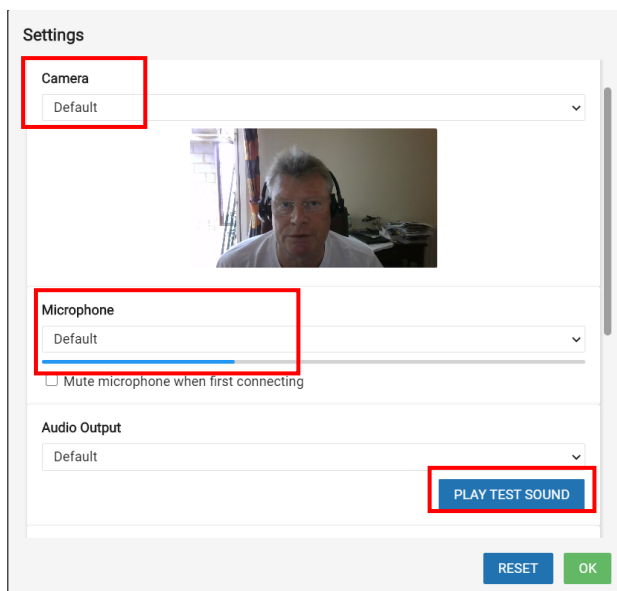 Settings
Camera
Default
Microphone
Default
Mute microphone when first connecting
Audio Output
Default
PLAY TEST SOUND
RESET
OK